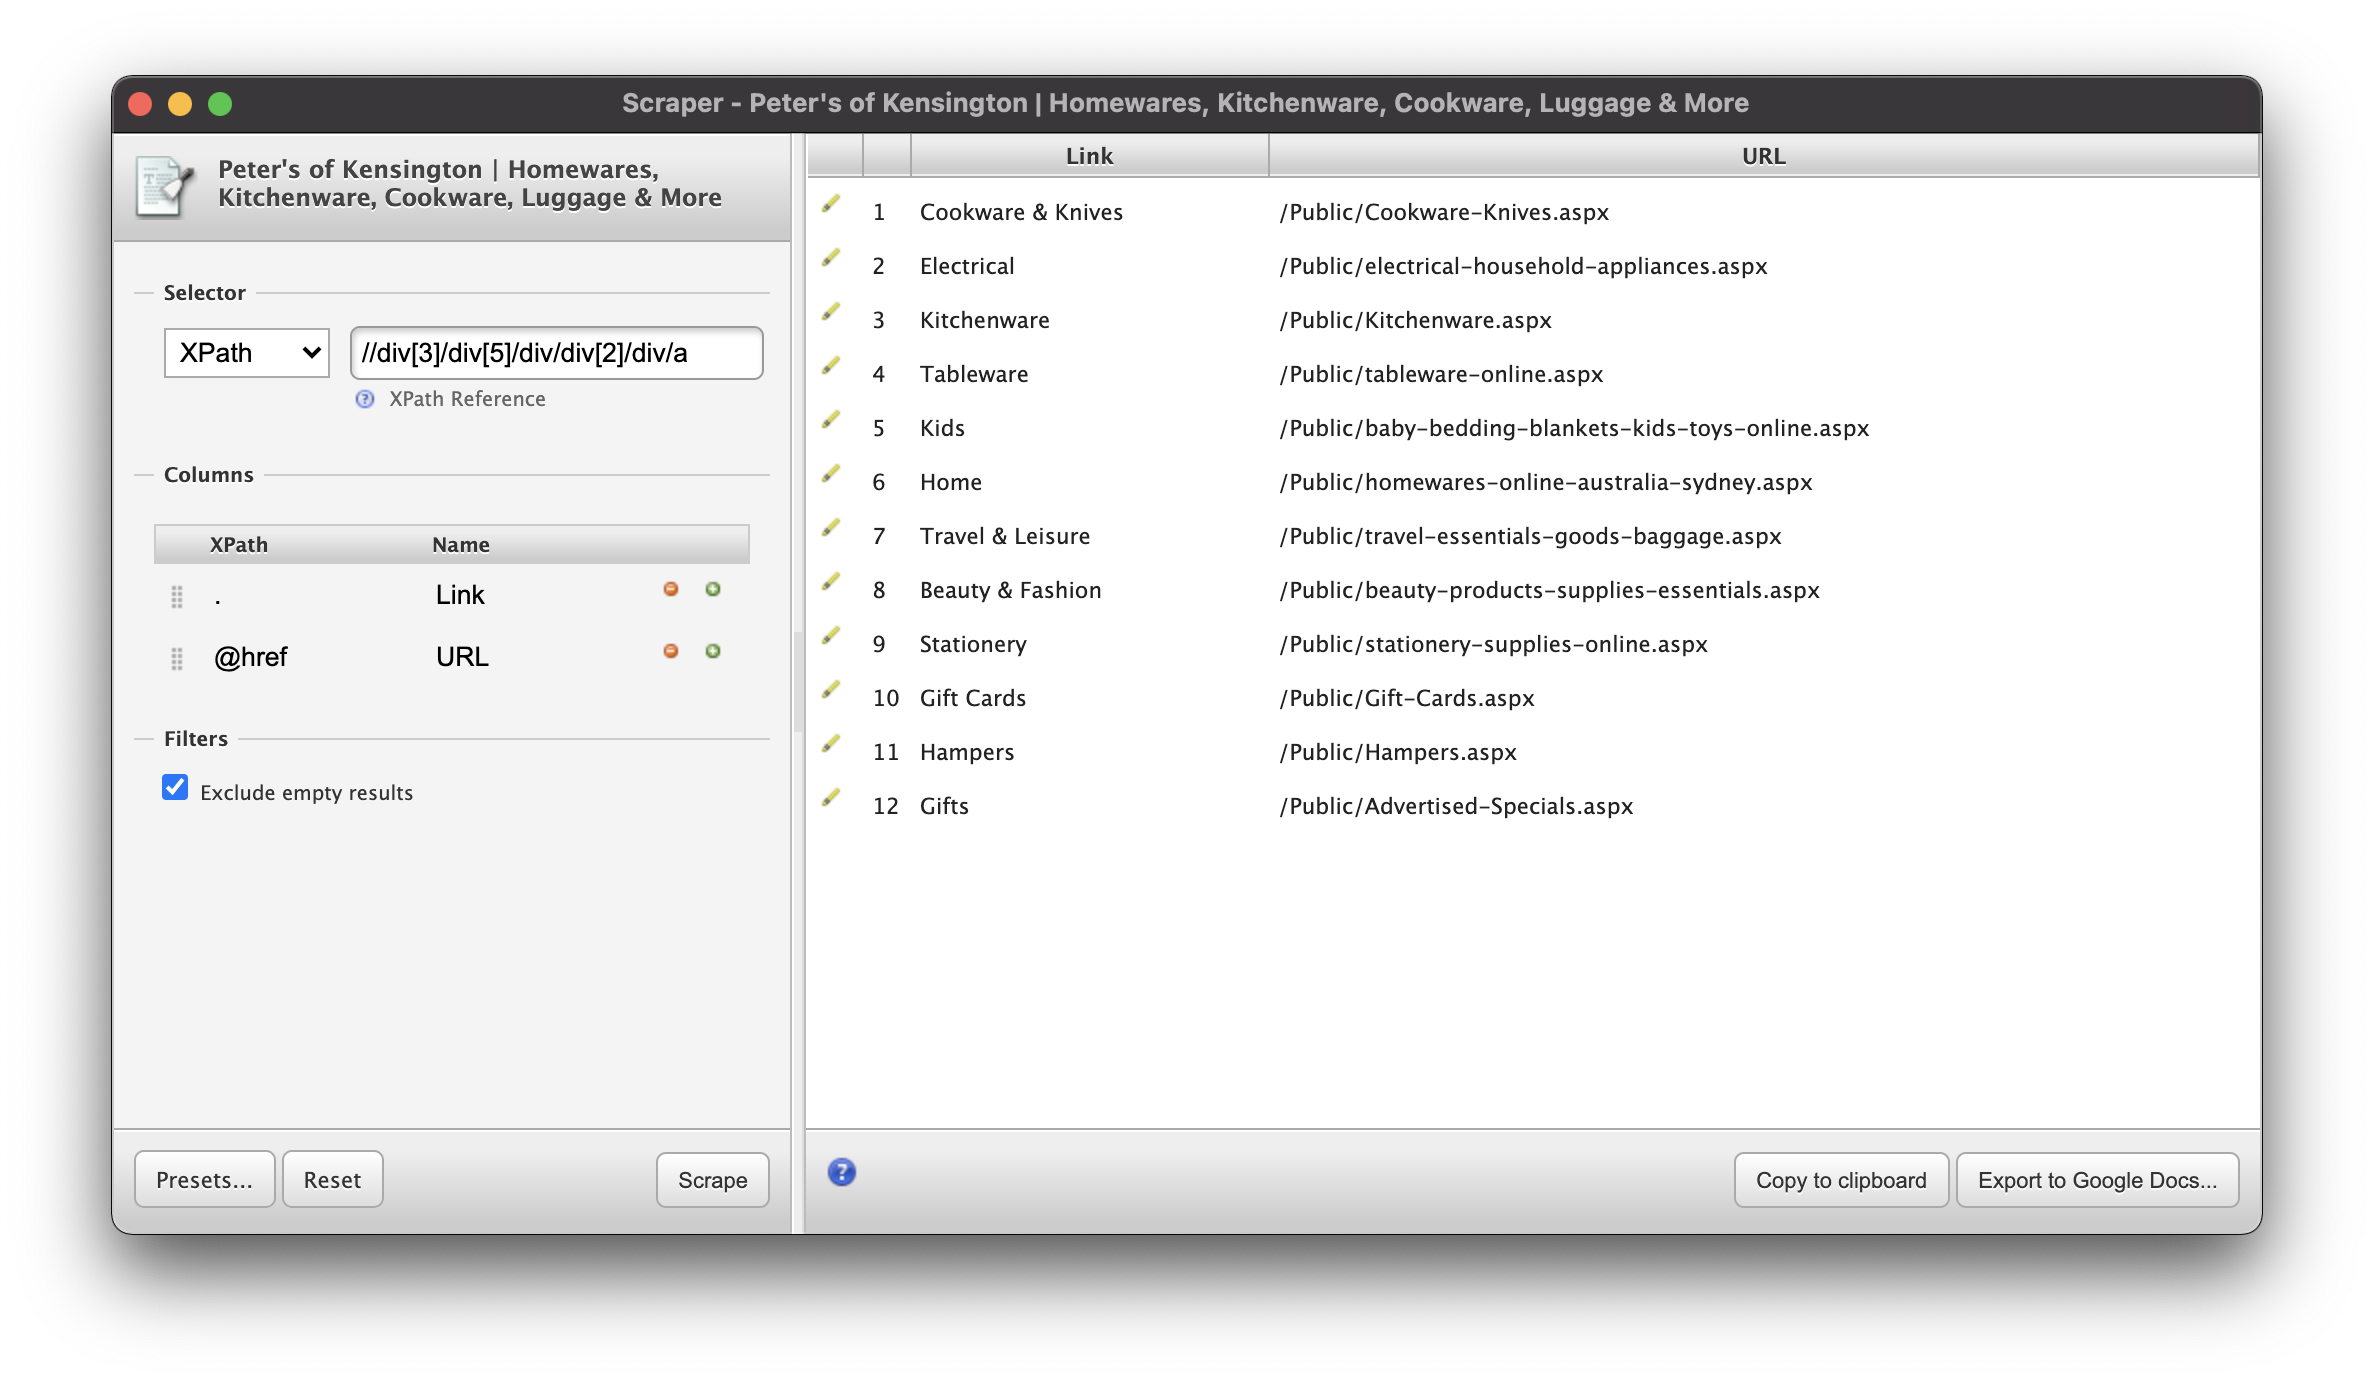 Scraper - Peter's of Kensington | Homewares, Kitchenware, Cookware, Luggage & More
Peter's of Kensington | Homewares,
Kitchenware, Cookware, Luggage & More
Selector
XPath //div[3]/div[5]/div/div[2]/div/a
XPath Reference
Columns
XPath Name
. Link
@href URL
Filters
Exclude empty results
Presets... Reset Scrape
Link URL
1 Cookware & Knives /Public/Cookware-Knives.aspx
2 Electrical /Public/electrical-household-appliances.aspx
3 Kitchenware /Public/Kitchenware.aspx
4 Tableware /Public/tableware-online.aspx
5 Kids /Public/baby-bedding-blankets-kids-toys-online.aspx
6 Home /Public/homewares-online-australia-sydney.aspx
7 Travel & Leisure /Public/travel-essentials-goods-baggage.aspx
8 Beauty & Fashion /Public/beauty-products-supplies-essentials.aspx
9 Stationery /Public/stationery-supplies-online.aspx
10 Gift Cards /Public/Gift-Cards.aspx
11 Hampers /Public/Hampers.aspx
12 Gifts /Public/Advertised-Specials.aspx
Copy to clipboard Export to Google Docs...